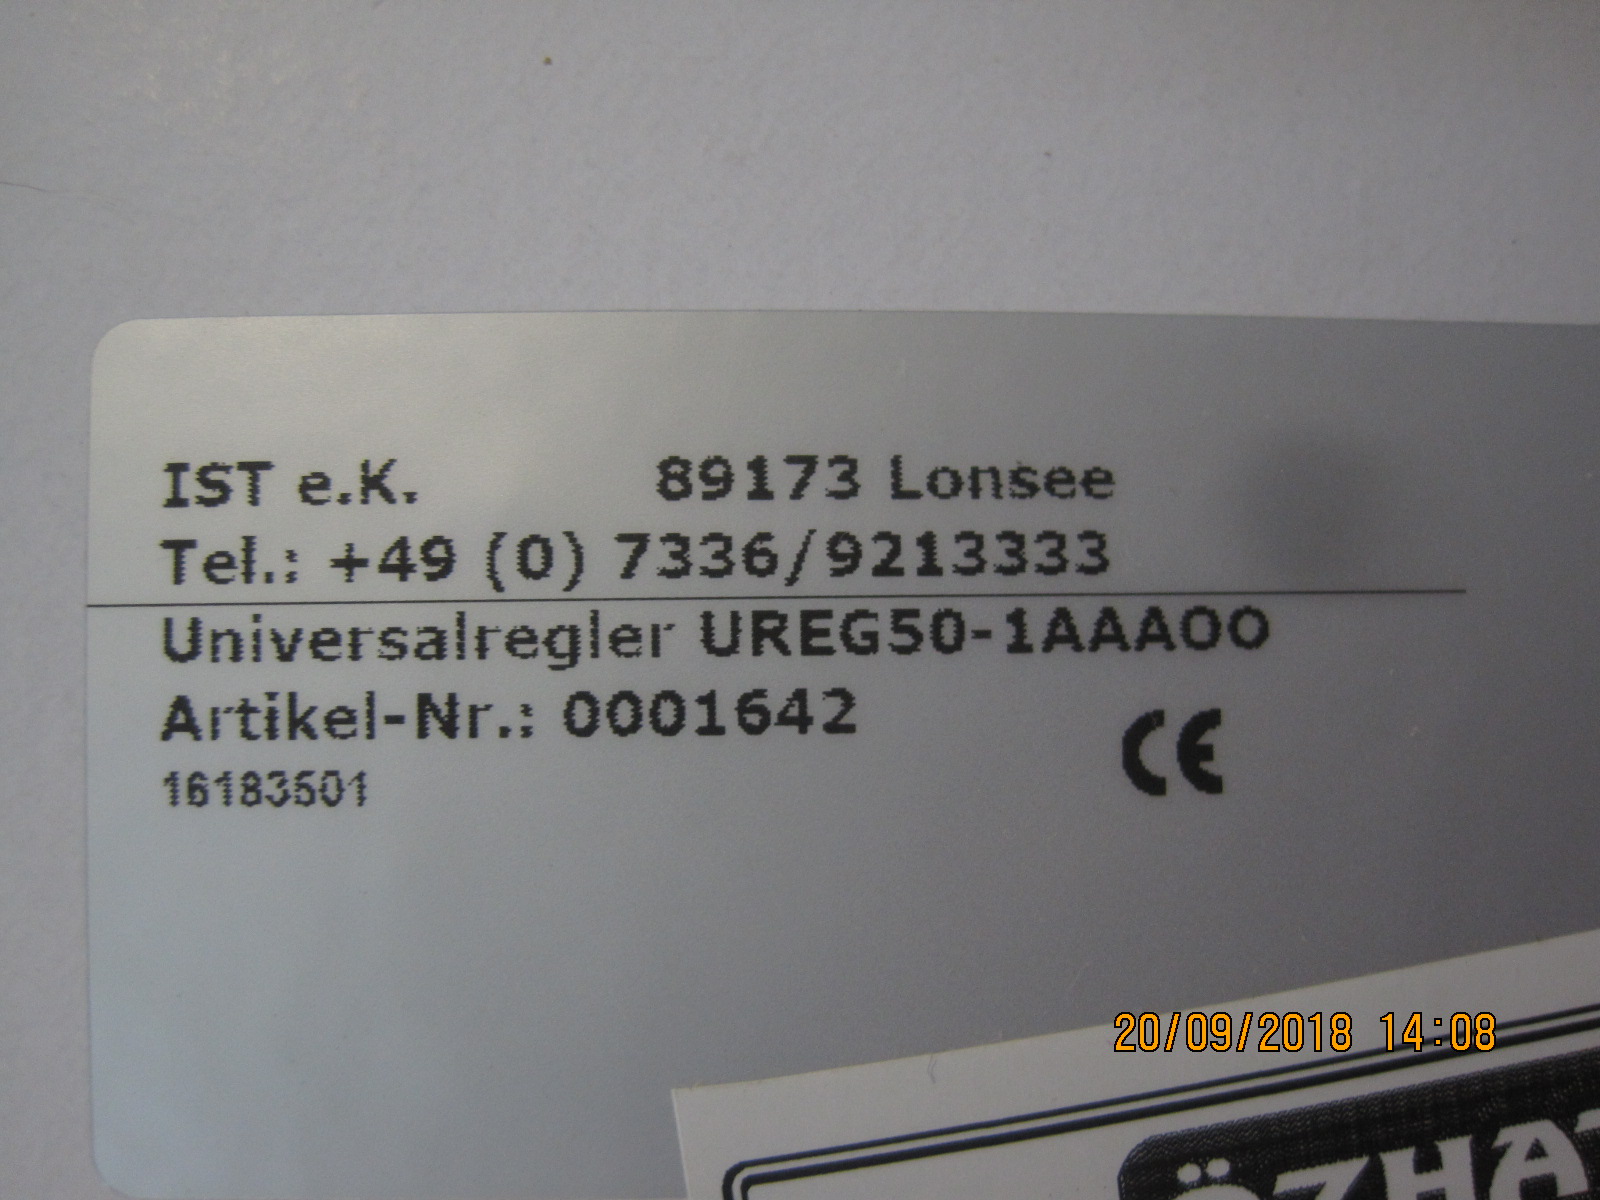 IST e.K. 89173 Lonsee
Tel.: +49 (0) 7336/9213333
Universalregler UREG50-1AAAOO
Artikel-Nr.: 0001642
16183501
CE
20/09/2018 14:08